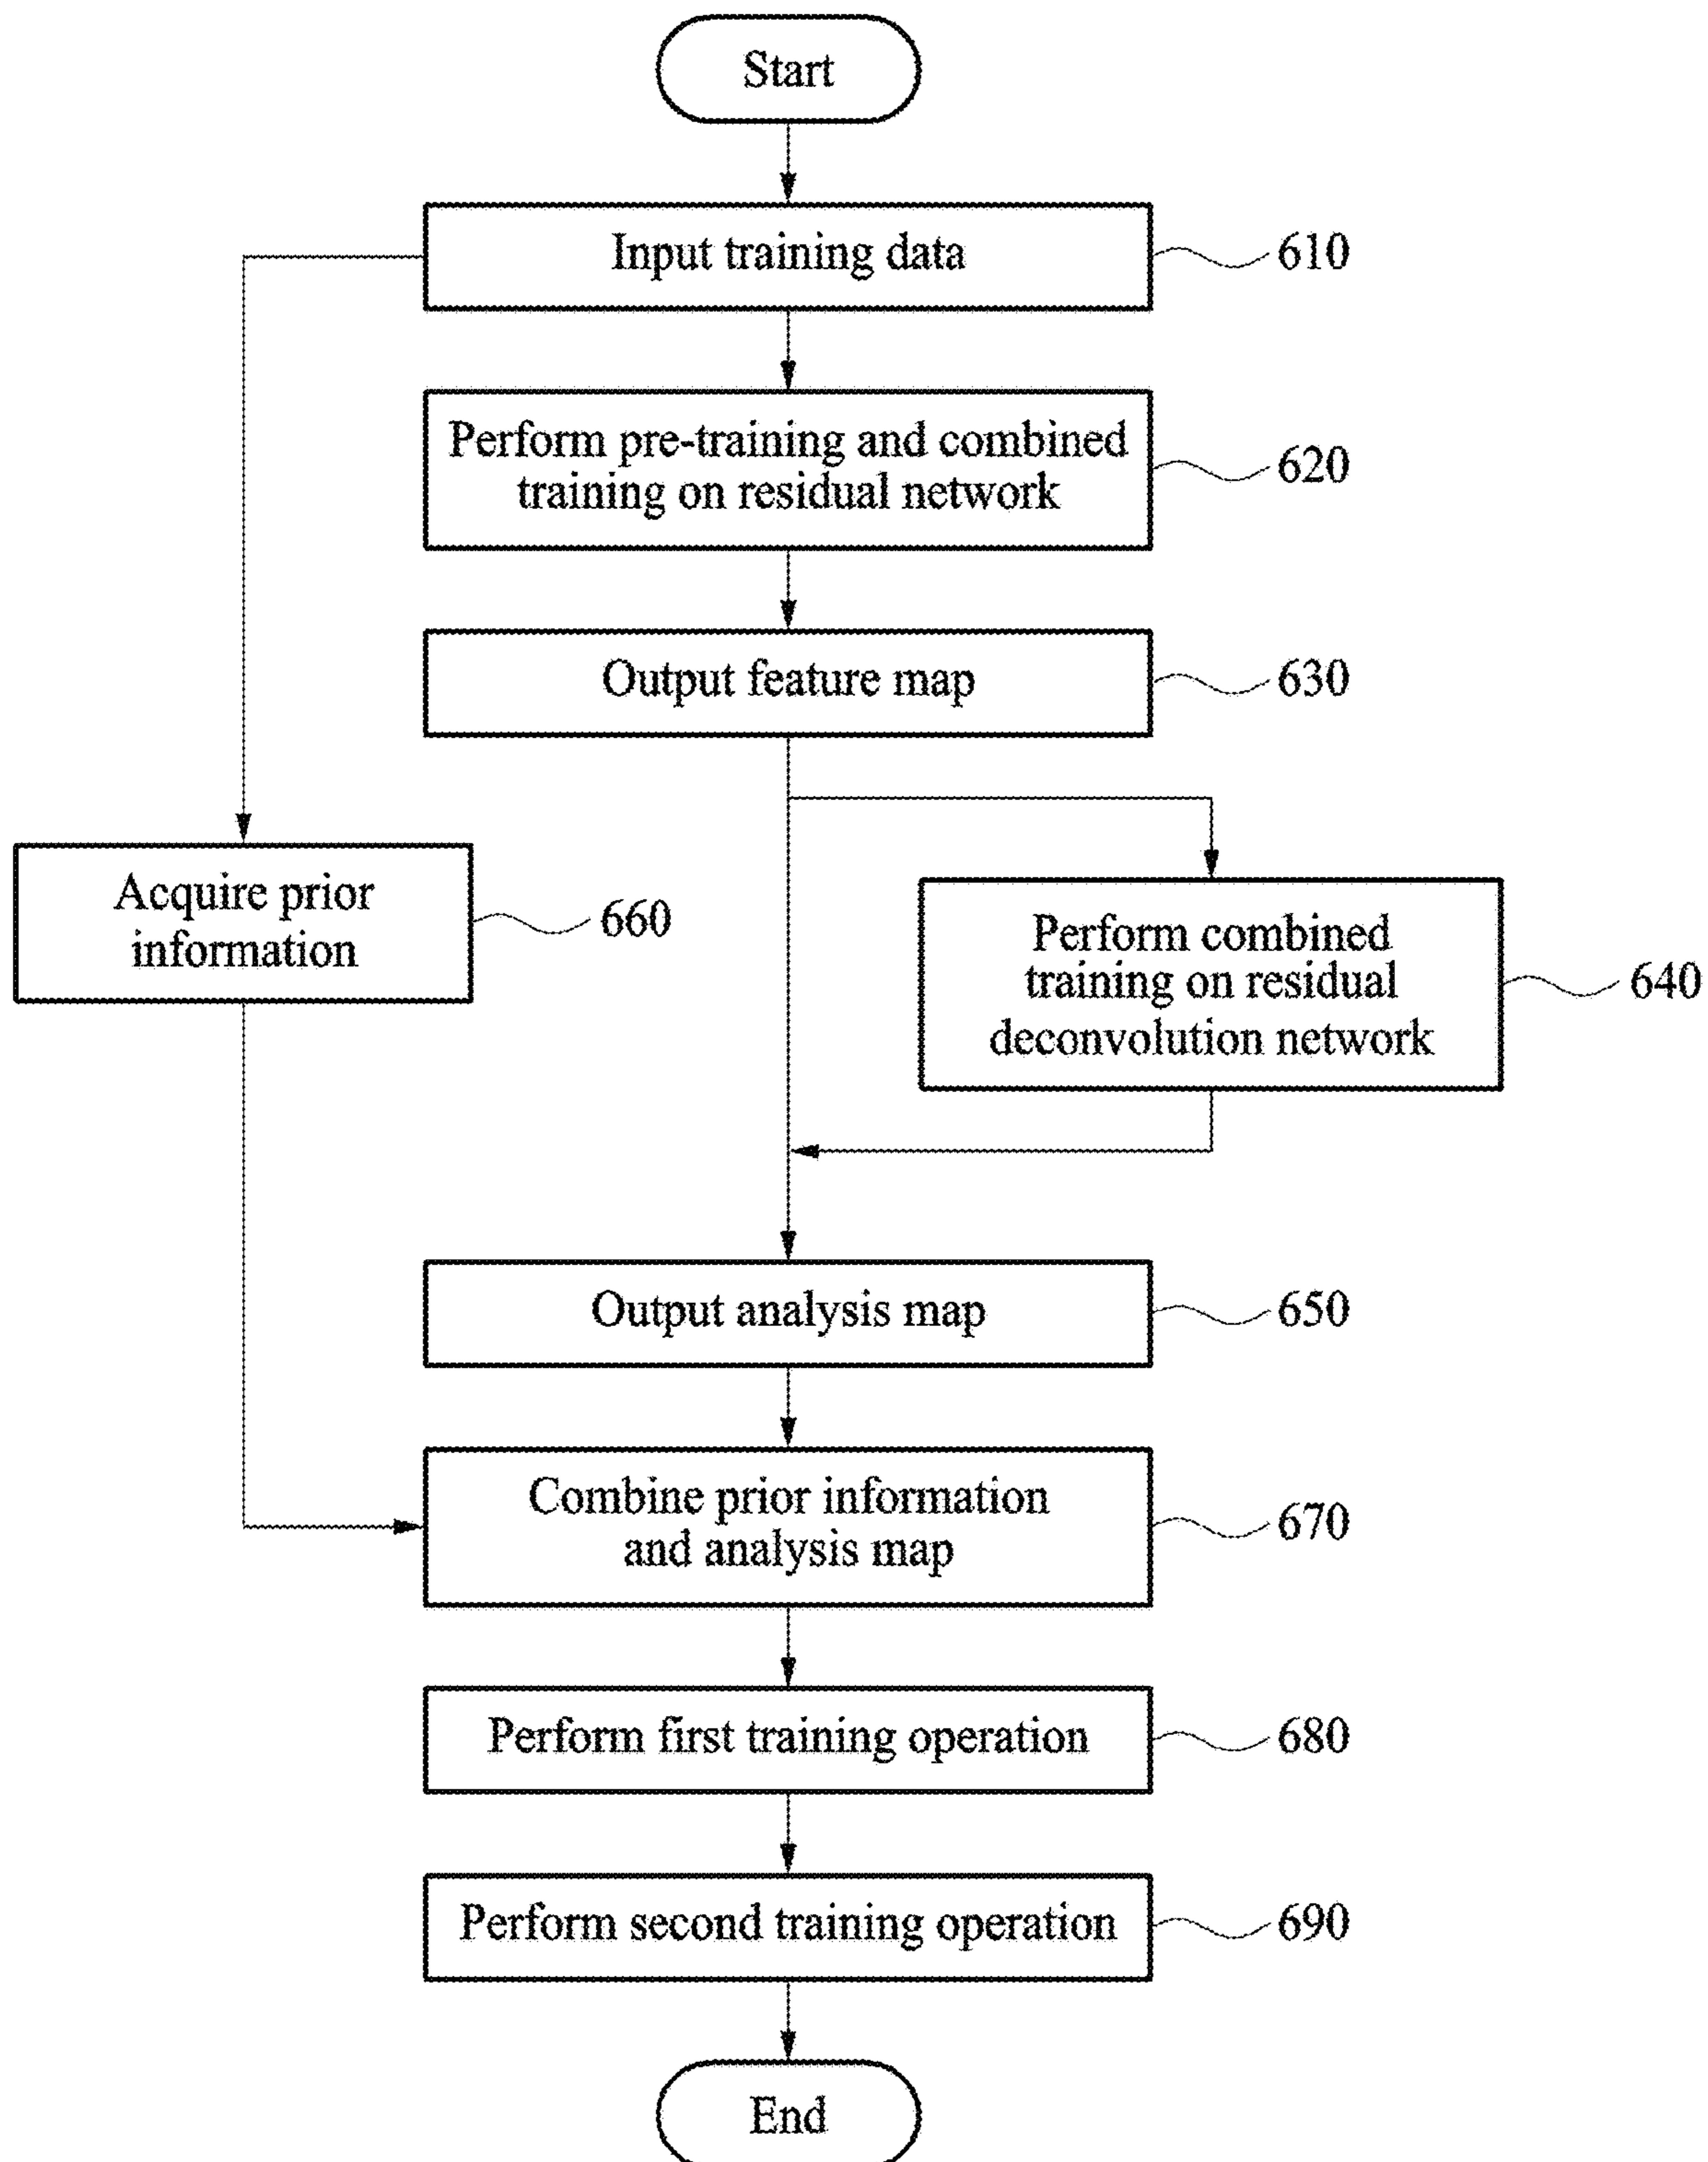 Start
Input training data
610
Perform pre-training and combined
training on residual network
620
Output feature map
630
Acquire prior
information
660
Perform combined
training on residual
deconvolution network
640
Output analysis map
650
Combine prior information
and analysis map
670
Perform first training operation
680
Perform second training operation
690
End